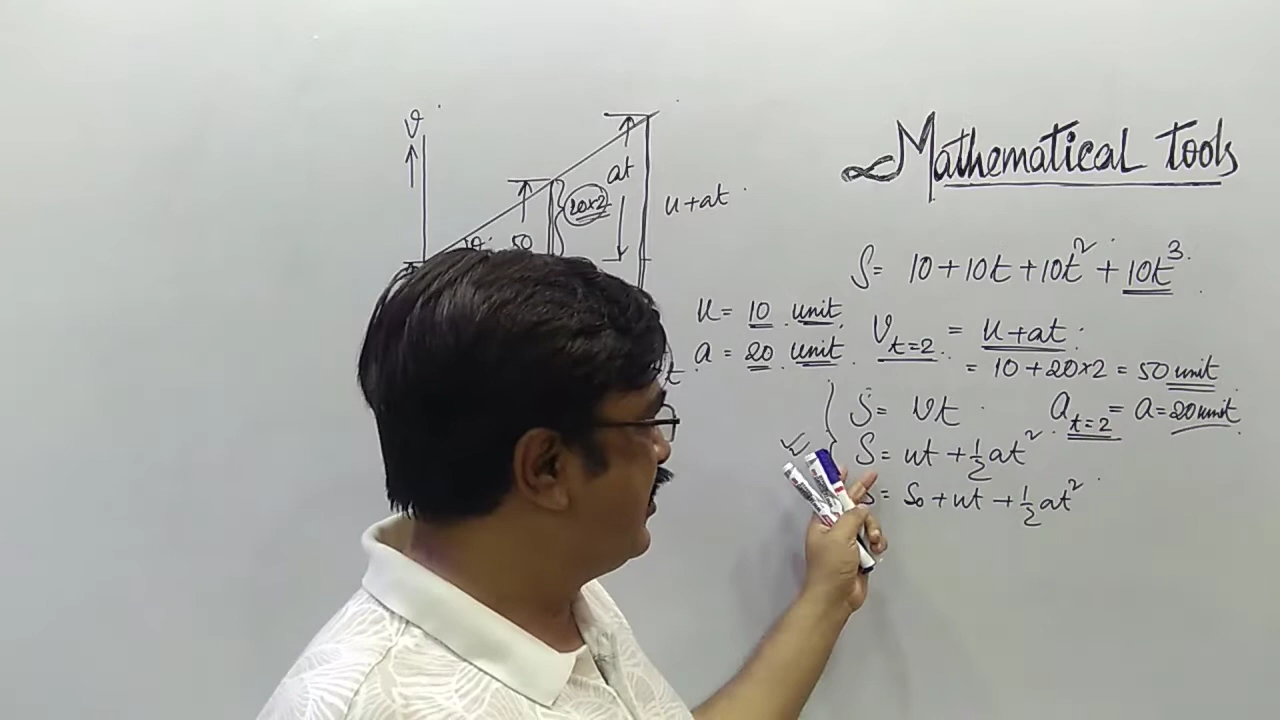 Mathematical Tools
v
at
20×2
50
u+at
t
S = 10 + 10t + 10t² + 10t³
u = 10 unit
a = 20 unit
v t=2 = u+at
= 10 + 20×2 = 50 unit
S = vt
a t=2 = a = 20 unit
S = ut + ½at²
S = S₀ + ut + ½at²